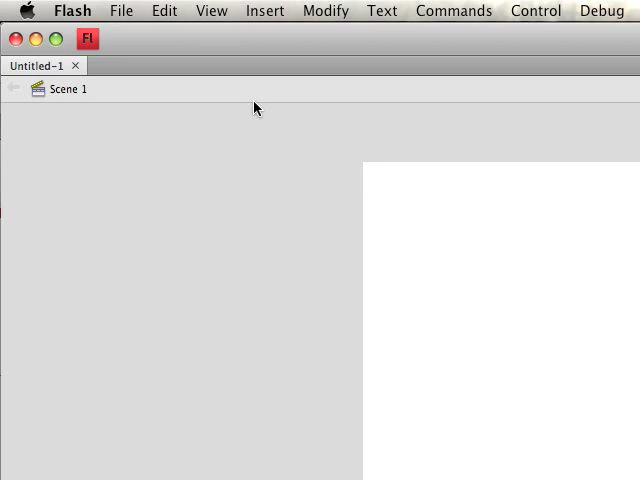 Flash File Edit View Insert Modify Text Commands Control Debug
Fl
Untitled-1 ×
Scene 1